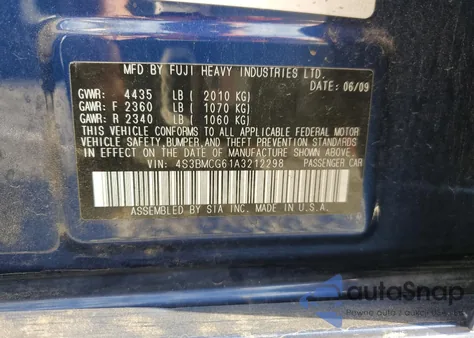 MFD BY FUJI HEAVY INDUSTRIES LTD.
DATE: 06/09
GVWR: 4435 LB ( 2010 KG)
GAWR: F 2360 LB ( 1070 KG)
GAWR: R 2340 LB ( 1060 KG)
THIS VEHICLE CONFORMS TO ALL APPLICABLE FEDERAL MOTOR
VEHICLE SAFETY, BUMPER, AND THEFT PREVENTION STANDARDS
IN EFFECT ON THE DATE OF MANUFACTURE SHOWN ABOVE.
VIN: 4S3BMCG61A3212298 PASSENGER CAR
ASSEMBLED BY SIA INC. MADE IN U.S.A.
autoSnap
Pewne auto, powypadkowe